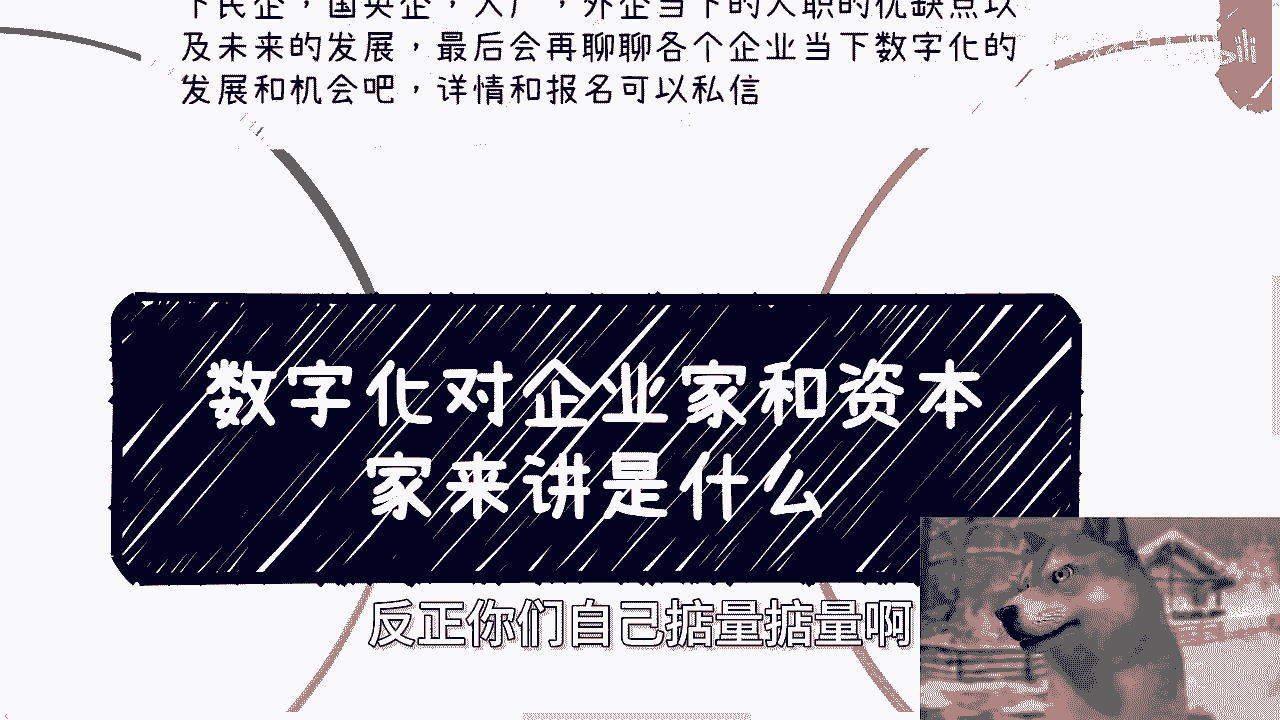 下民企，国央企，大厂，外企当下的入职的优缺点以
及未来的发展，最后会再聊聊各个企业当下数字化的
发展和机会吧，详情和报名可以私信
数字化对企业家和资本
家来讲是什么
反正你们自己掂量掂量啊